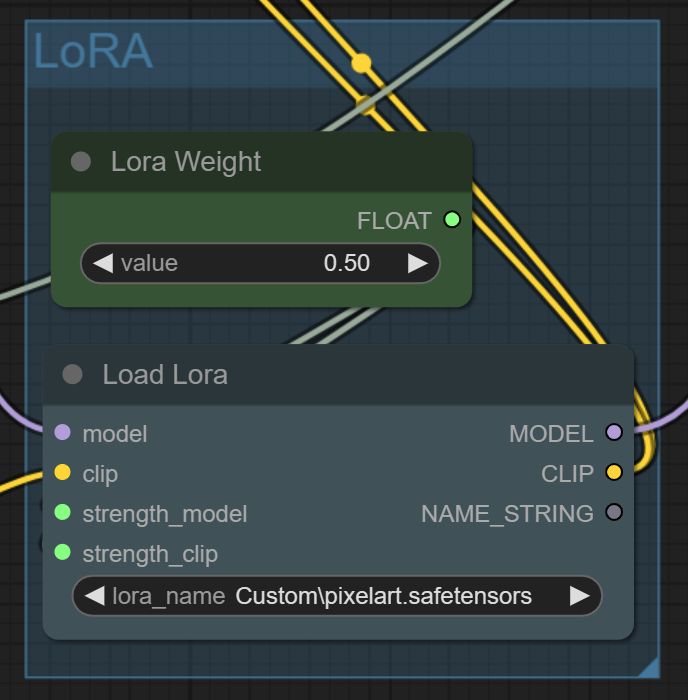 LoRA
Lora Weight
FLOAT
value 0.50
Load Lora
model MODEL
clip CLIP
strength_model NAME_STRING
strength_clip
lora_name Custom\pixelart.safetensors